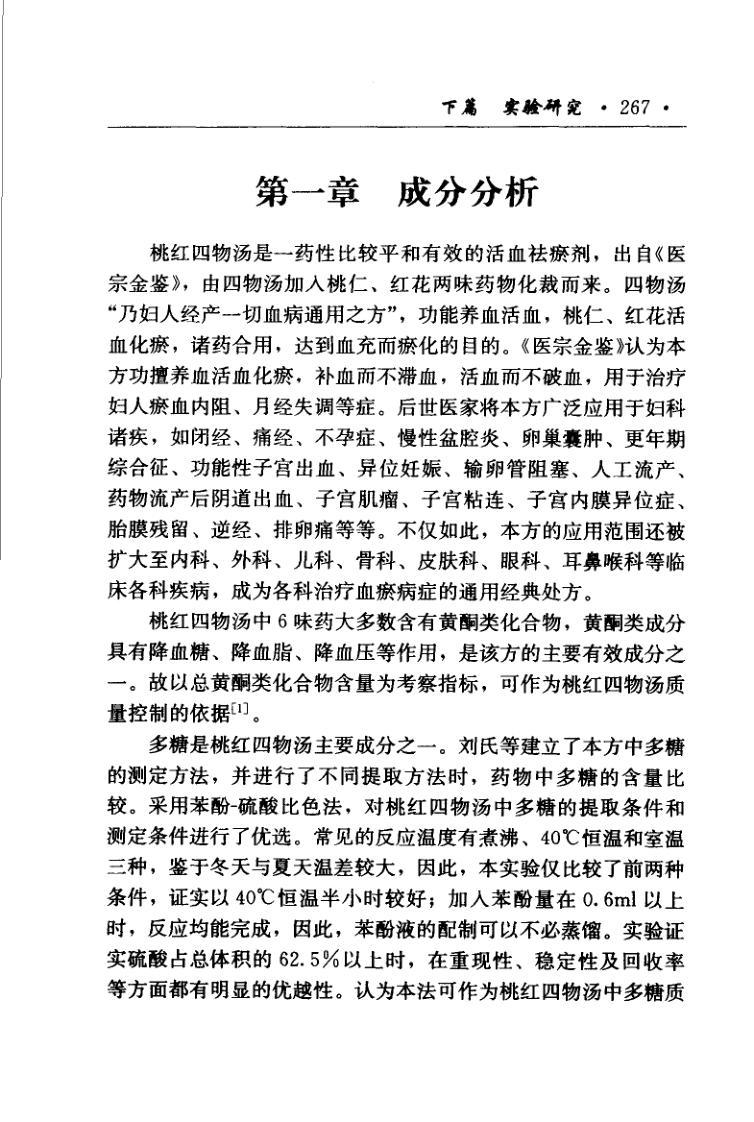 下篇 实验研究 · 267 ·
第一章 成分分析
桃红四物汤是一药性比较平和有效的活血祛瘀剂，出自《医
宗金鉴》，由四物汤加入桃仁、红花两味药物化裁而来。四物汤
“乃妇人经产一切血病通用之方”，功能养血活血，桃仁、红花活
血化瘀，诸药合用，达到血充而瘀化的目的。《医宗金鉴》认为本
方功擅养血活血化瘀，补血而不滞血，活血而不破血，用于治疗
妇人瘀血内阻、月经失调等症。后世医家将本方广泛应用于妇科
诸疾，如闭经、痛经、不孕症、慢性盆腔炎、卵巢囊肿、更年期
综合征、功能性子宫出血、异位妊娠、输卵管阻塞、人工流产、
药物流产后阴道出血、子宫肌瘤、子宫粘连、子宫内膜异位症、
胎膜残留、逆经、排卵痛等等。不仅如此，本方的应用范围还被
扩大至内科、外科、儿科、骨科、皮肤科、眼科、耳鼻喉科等临
床各科疾病，成为各科治疗血瘀病症的通用经典处方。
桃红四物汤中 6 味药大多数含有黄酮类化合物，黄酮类成分
具有降血糖、降血脂、降血压等作用，是该方的主要有效成分之
一。故以总黄酮类化合物含量为考察指标，可作为桃红四物汤质
量控制的依据[1]。
多糖是桃红四物汤主要成分之一。刘氏等建立了本方中多糖
的测定方法，并进行了不同提取方法时，药物中多糖的含量比
较。采用苯酚-硫酸比色法，对桃红四物汤中多糖的提取条件和
测定条件进行了优选。常见的反应温度有煮沸、40℃恒温和室温
三种，鉴于冬天与夏天温差较大，因此，本实验仅比较了前两种
条件，证实以 40℃恒温半小时较好；加入苯酚量在 0.6ml 以上
时，反应均能完成，因此，苯酚液的配制可以不必蒸馏。实验证
实硫酸占总体积的 62.5%以上时，在重现性、稳定性及回收率
等方面都有明显的优越性。认为本法可作为桃红四物汤中多糖质